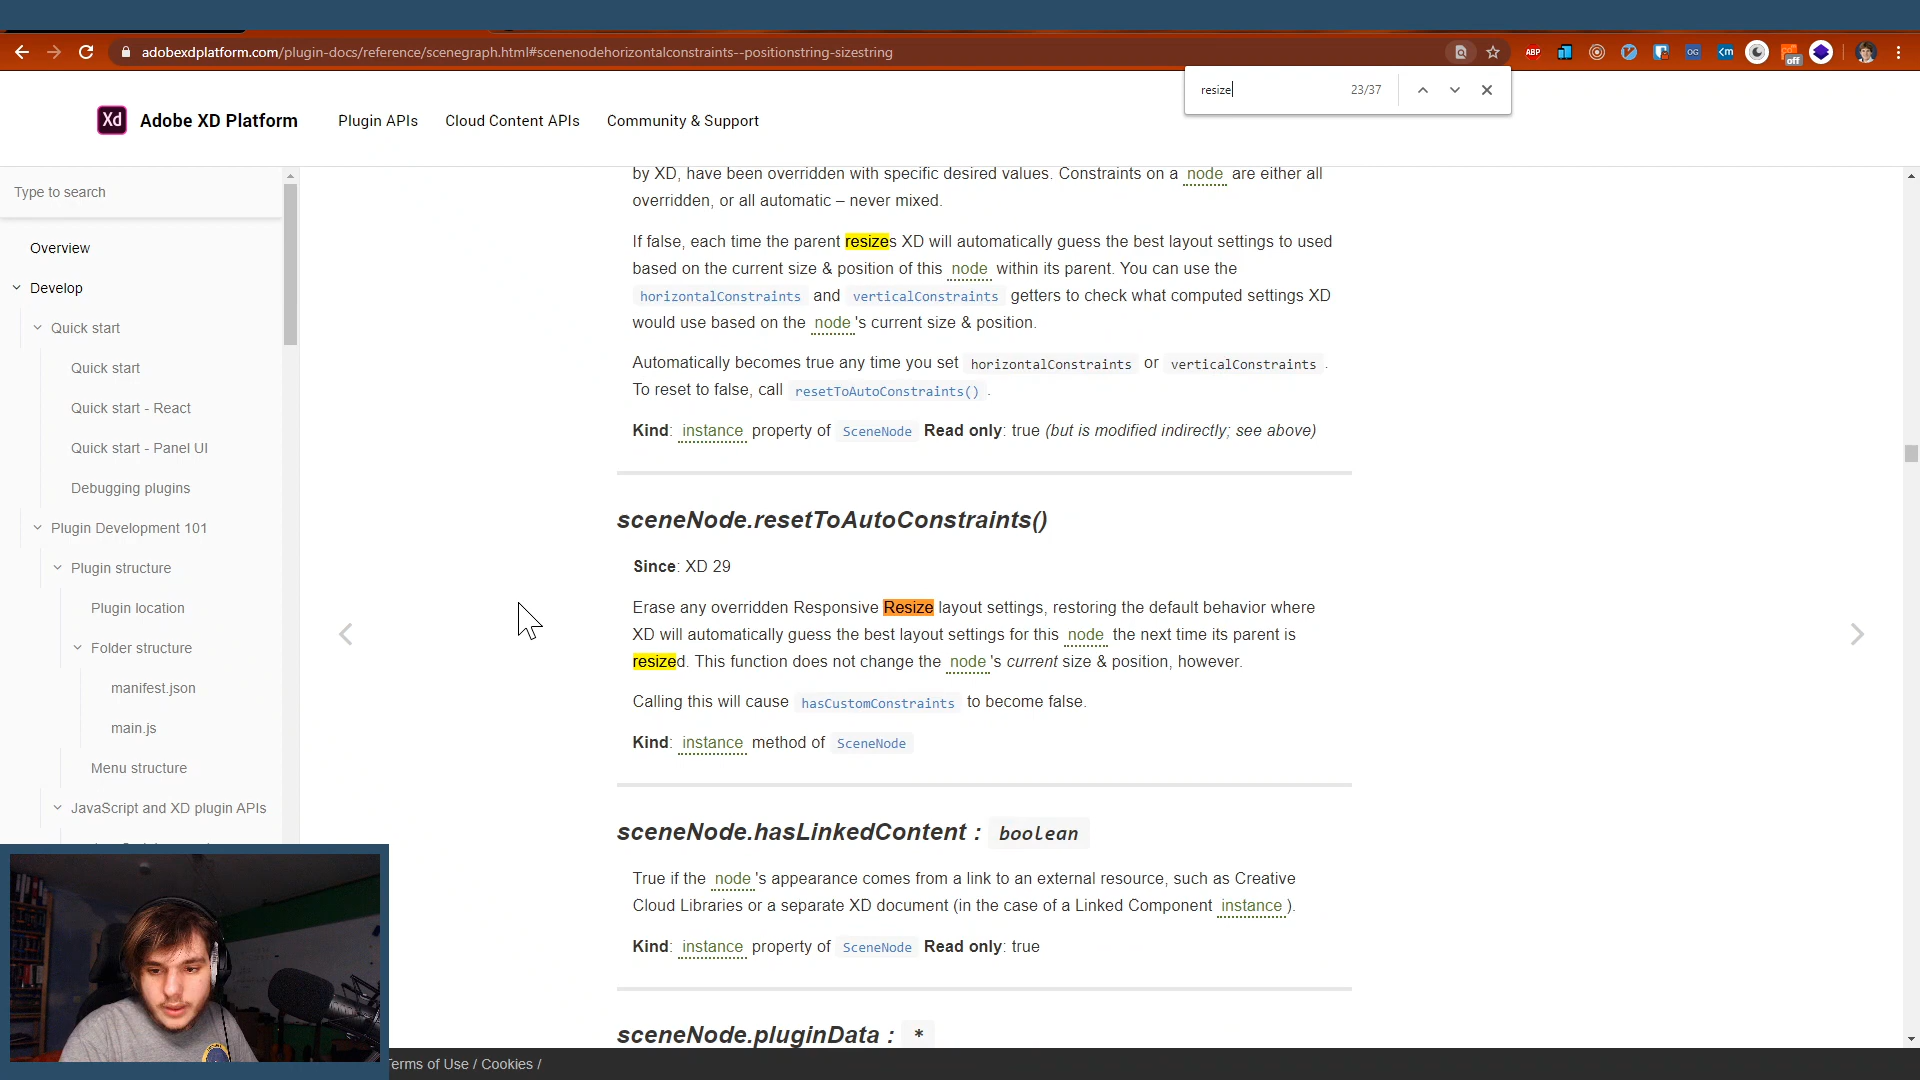 adobexdplatform.com/plugin-docs/reference/scenegraph.html#scenenodehorizontalconstraints--positionstring-sizestring
ABP
OG
<m
off
resize
23/37
Xd
Adobe XD Platform
Plugin APIs
Cloud Content APIs
Community & Support
Type to search
Overview
Develop
Quick start
Quick start
Quick start - React
Quick start - Panel UI
Debugging plugins
Plugin Development 101
Plugin structure
Plugin location
Folder structure
manifest.json
main.js
Menu structure
JavaScript and XD plugin APIs
by XD, have been overridden with specific desired values. Constraints on a node are either all
overridden, or all automatic – never mixed.
If false, each time the parent resizes XD will automatically guess the best layout settings to used
based on the current size & position of this node within its parent. You can use the
horizontalConstraints and verticalConstraints getters to check what computed settings XD
would use based on the node 's current size & position.
Automatically becomes true any time you set horizontalConstraints or verticalConstraints .
To reset to false, call resetToAutoConstraints() .
Kind: instance property of SceneNode Read only: true (but is modified indirectly; see above)
sceneNode.resetToAutoConstraints()
Since: XD 29
Erase any overridden Responsive Resize layout settings, restoring the default behavior where
XD will automatically guess the best layout settings for this node the next time its parent is
resized. This function does not change the node 's current size & position, however.
Calling this will cause hasCustomConstraints to become false.
Kind: instance method of SceneNode
sceneNode.hasLinkedContent : boolean
True if the node 's appearance comes from a link to an external resource, such as Creative
Cloud Libraries or a separate XD document (in the case of a Linked Component instance ).
Kind: instance property of SceneNode Read only: true
sceneNode.pluginData : *
erms of Use / Cookies /